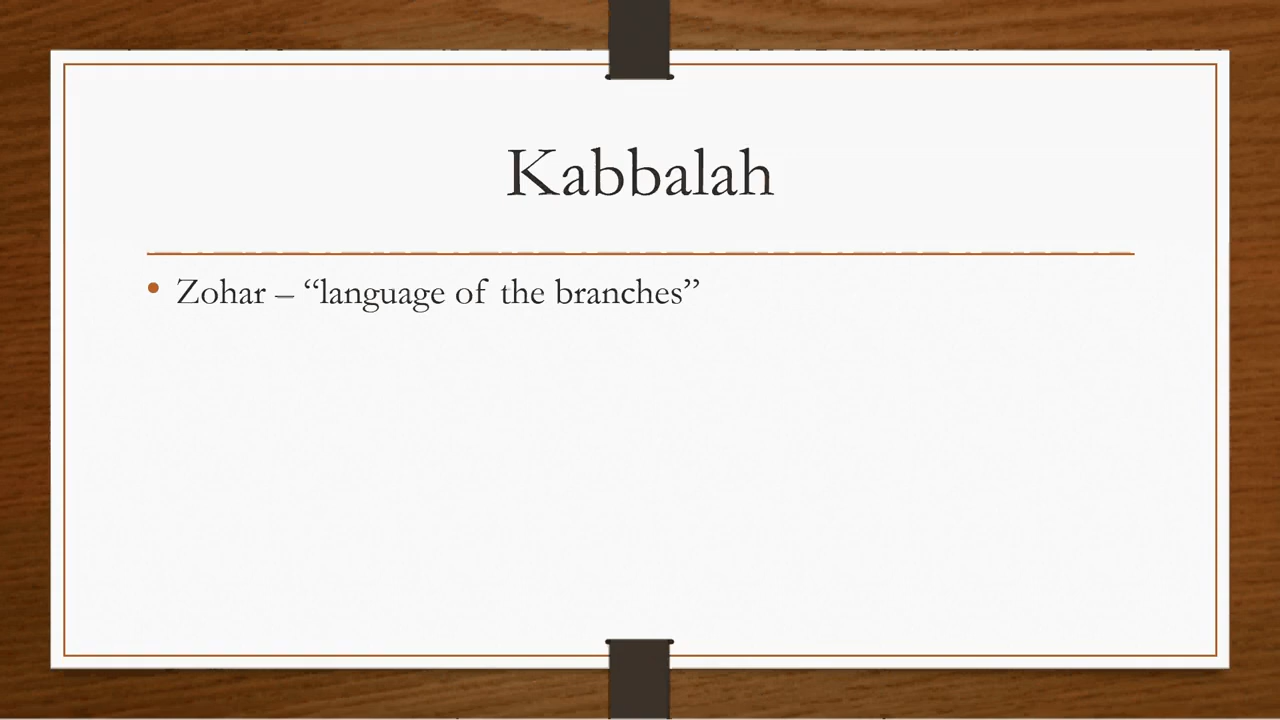 Kabbalah
• Zohar – “language of the branches”